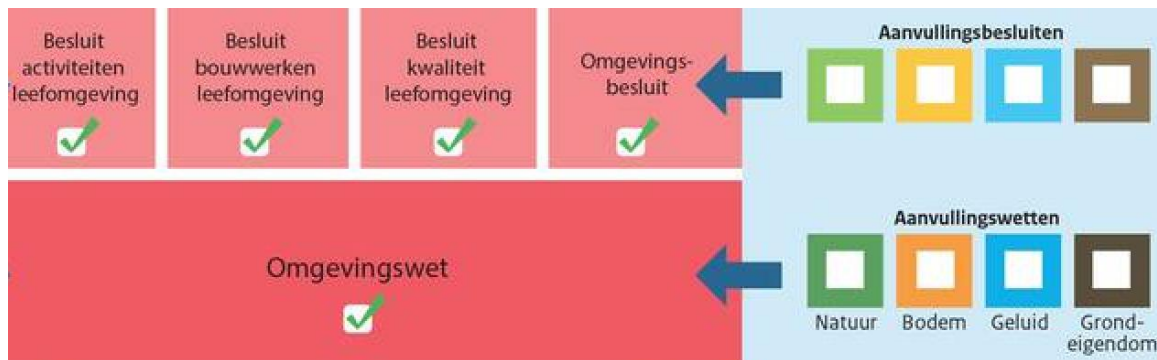 Besluit
activiteiten
leefomgeving
Besluit
bouwwerken
leefomgeving
Besluit
kwaliteit
leefomgeving
Omgevings-
besluit
Aanvullingsbesluiten
Omgevingswet
Aanvullingswetten
Natuur
Bodem
Geluid
Grond-
eigendom